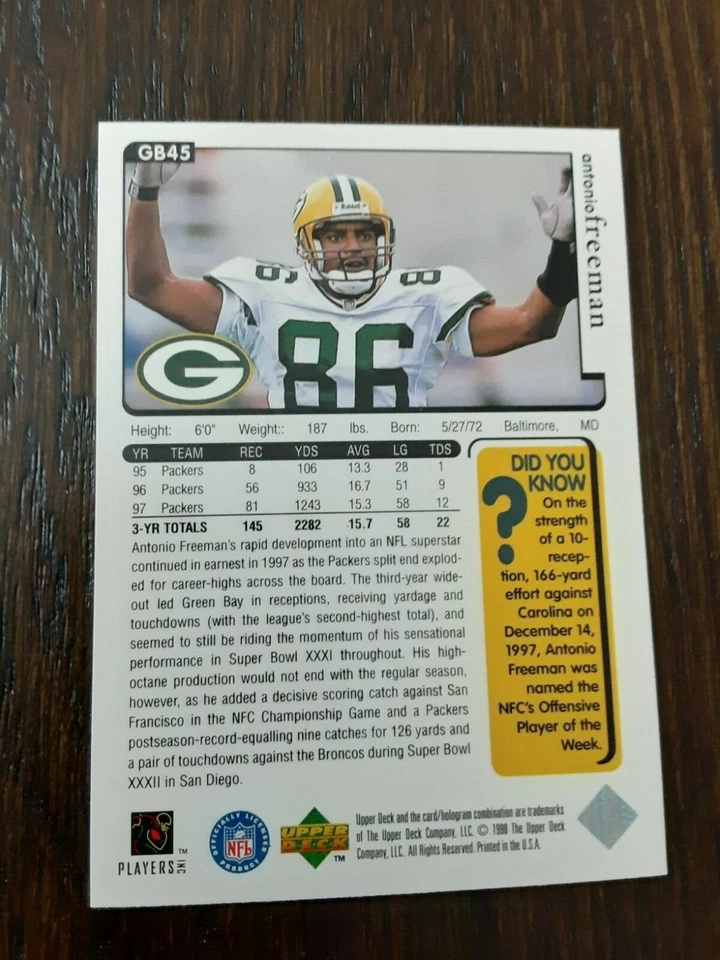 GB45
antonio freeman
Riddell
86
86
G
Height: 6'0" Weight:: 187 lbs. Born: 5/27/72 Baltimore, MD
YR TEAM REC YDS AVG LG TDS
95 Packers 8 106 13.3 28 1
96 Packers 56 933 16.7 51 9
97 Packers 81 1243 15.3 58 12
3-YR TOTALS 145 2282 15.7 58 22
Antonio Freeman's rapid development into an NFL superstar
continued in earnest in 1997 as the Packers split end explod-
ed for career-highs across the board. The third-year wide-
out led Green Bay in receptions, receiving yardage and
touchdowns (with the league's second-highest total), and
seemed to still be riding the momentum of his sensational
performance in Super Bowl XXXI throughout. His high-
octane production would not end with the regular season,
however, as he added a decisive scoring catch against San
Francisco in the NFC Championship Game and a Packers
postseason-record-equalling nine catches for 126 yards and
a pair of touchdowns against the Broncos during Super Bowl
XXXII in San Diego.
DID YOU
KNOW
?
On the
strength
of a 10-
recep-
tion, 166-yard
effort against
Carolina on
December 14,
1997, Antonio
Freeman was
named the
NFC's Offensive
Player of the
Week.
PLAYERS INC ™
OFFICIALLY LICENSED
NFL
PRODUCT
UPPER
DECK
™
Upper Deck and the card/hologram combination are trademarks
of The Upper Deck Company, LLC. © 1998 The Upper Deck
Company, LLC. All Rights Reserved. Printed in the U.S.A.